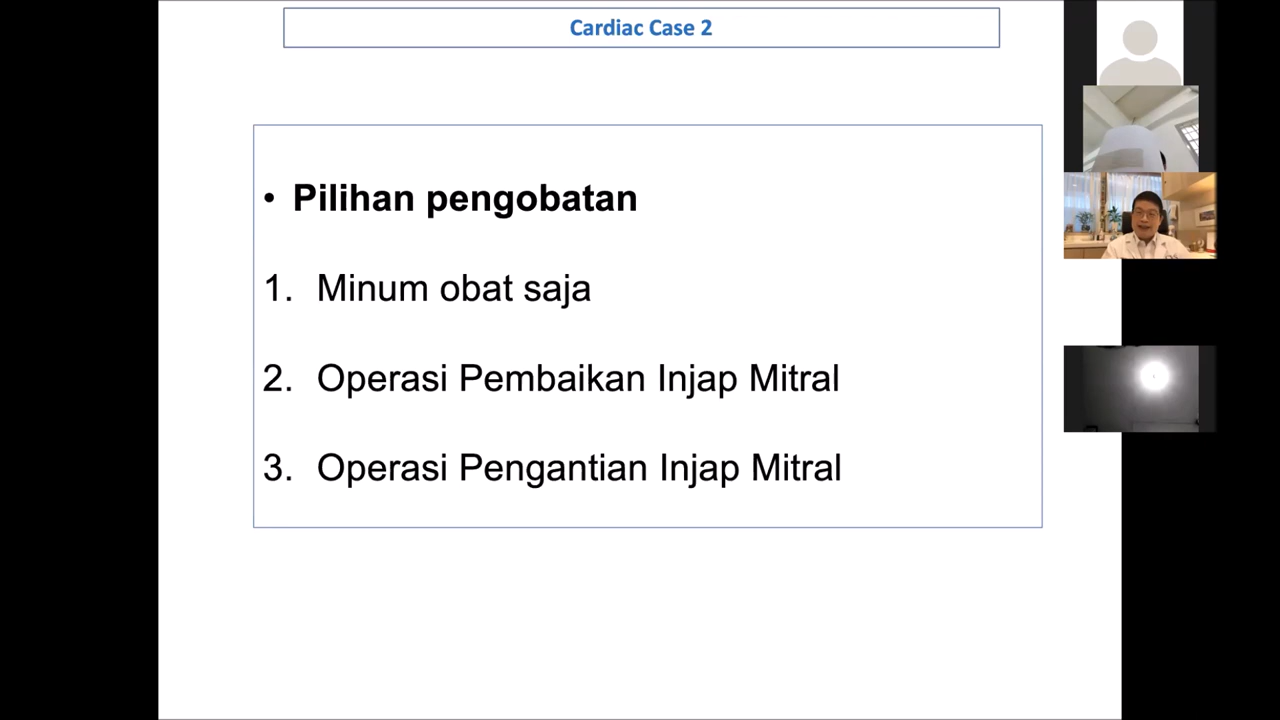 Cardiac Case 2
• Pilihan pengobatan
1. Minum obat saja
2. Operasi Pembaikan Injap Mitral
3. Operasi Pengantian Injap Mitral